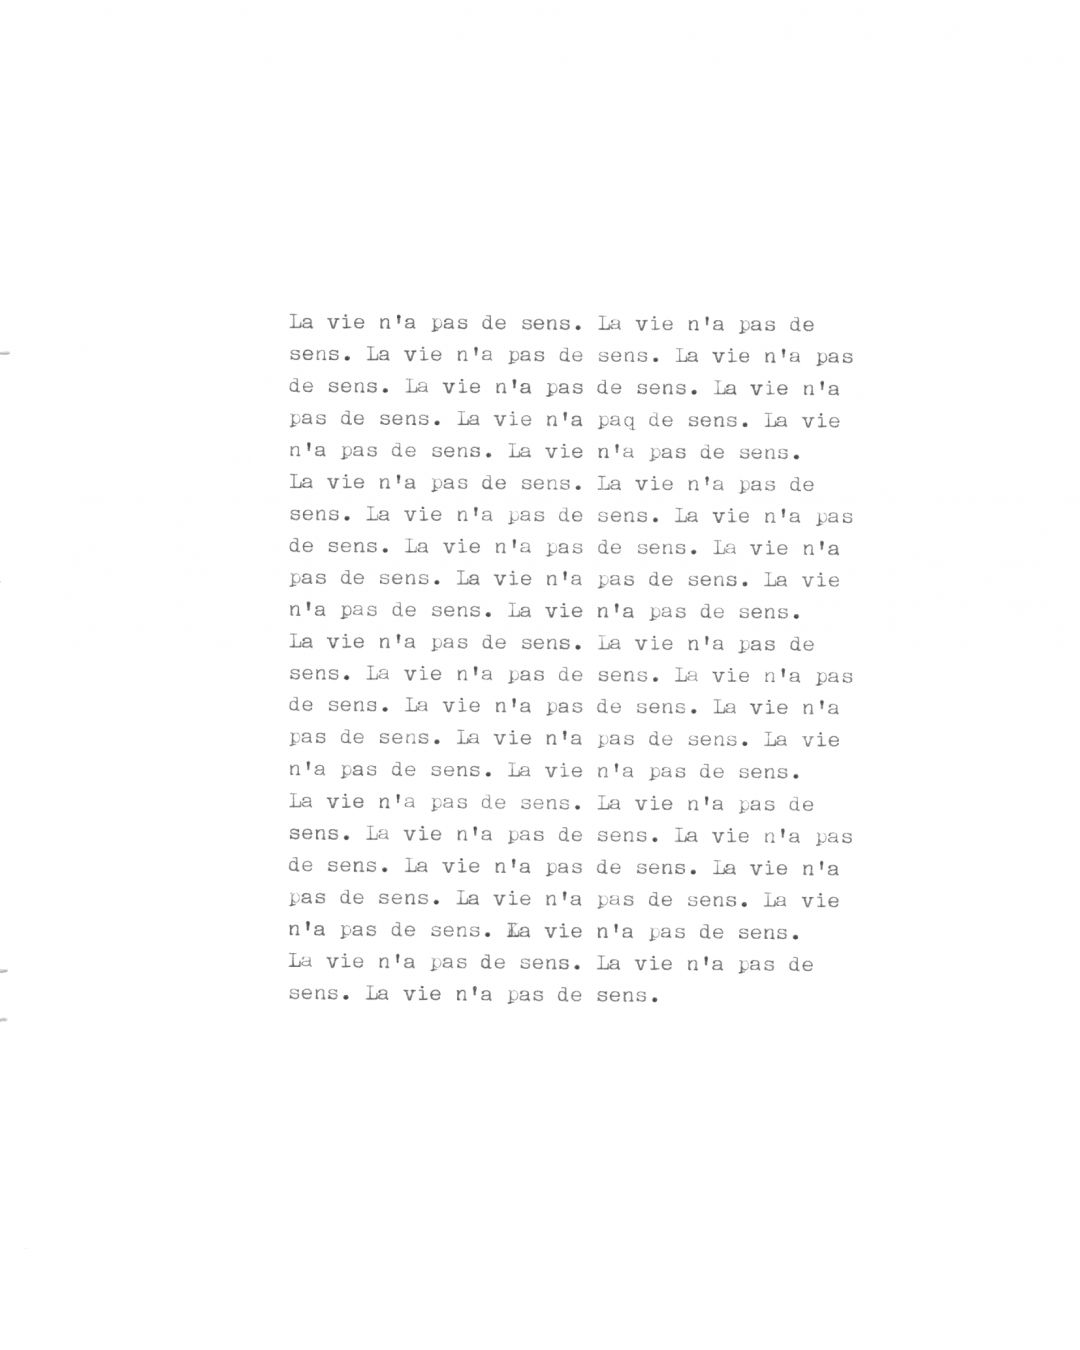 La vie n'a pas de sens. La vie n'a pas de
sens. La vie n'a pas de sens. La vie n'a pas
de sens. La vie n'a pas de sens. La vie n'a
pas de sens. La vie n'a paq de sens. La vie
n'a pas de sens. La vie n'a pas de sens.
La vie n'a pas de sens. La vie n'a pas de
sens. La vie n'a pas de sens. La vie n'a pas
de sens. La vie n'a pas de sens. La vie n'a
pas de sens. La vie n'a pas de sens. La vie
n'a pas de sens. La vie n'a pas de sens.
La vie n'a pas de sens. La vie n'a pas de
sens. La vie n'a pas de sens. La vie n'a pas
de sens. La vie n'a pas de sens. La vie n'a
pas de sens. La vie n'a pas de sens. La vie
n'a pas de sens. La vie n'a pas de sens.
La vie n'a pas de sens. La vie n'a pas de
sens. La vie n'a pas de sens. La vie n'a pas
de sens. La vie n'a pas de sens. La vie n'a
pas de sens. La vie n'a pas de sens. La vie
n'a pas de sens. La vie n'a pas de sens.
La vie n'a pas de sens. La vie n'a pas de
sens. La vie n'a pas de sens.